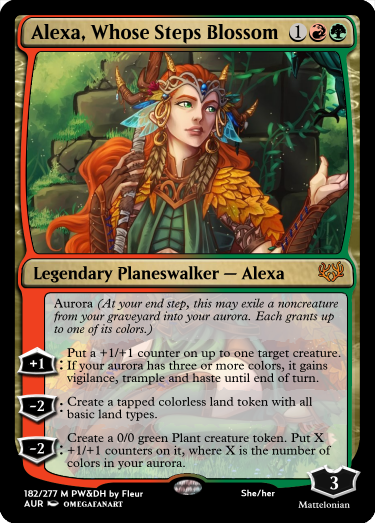 Alexa, Whose Steps Blossom 1
Legendary Planeswalker — Alexa
Aurora (At your end step, this may exile a noncreature
from your graveyard into your aurora. Each grants up
to one of its colors.)
+1: Put a +1/+1 counter on up to one target creature.
If your aurora has three or more colors, it gains
vigilance, trample and haste until end of turn.
-2: Create a tapped colorless land token with all
basic land types.
-2: Create a 0/0 green Plant creature token. Put X
+1/+1 counters on it, where X is the number of
colors in your aurora.
3
182/277 M PW&DH by Fleur She/her Mattelonian
AUR OMEGAFANART